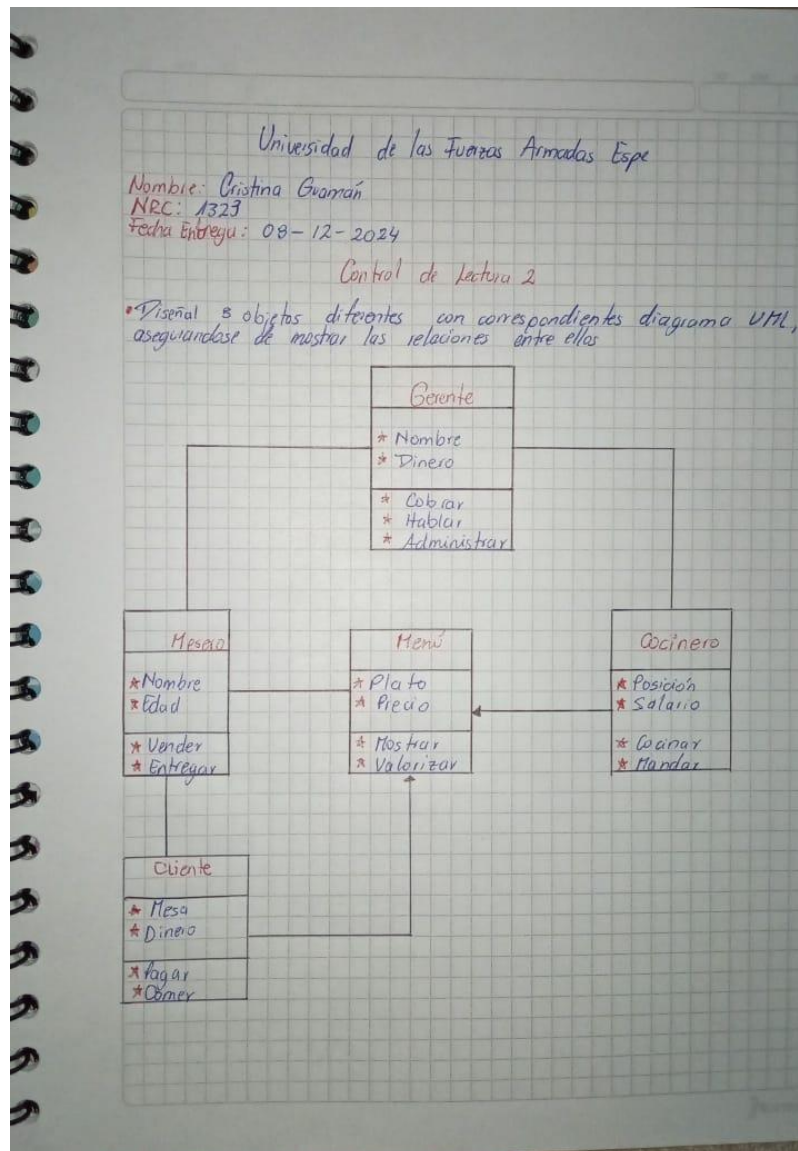 Universidad de las Fuerzas Armadas Espe
Nombre: Cristina Guamán
NRC: 1323
Fecha Entrega: 08-12-2024
Control de Lectura 2
• Diseñal 5 objetos diferentes con correspondientes diagrama UML,
asegurandose de mostrar las relaciones entre ellos
Gerente
* Nombre
* Dinero
* Cobrar
* Hablar
* Administrar
Mesero
* Nombre
* Edad
* Vender
* Entregar
Menú
* Plato
* Precio
* Mostrar
* Valorizar
Cocinero
* Posición
* Salario
* Cocinar
* Mandar
Cliente
* Mesa
* Dinero
* Pagar
* Comer